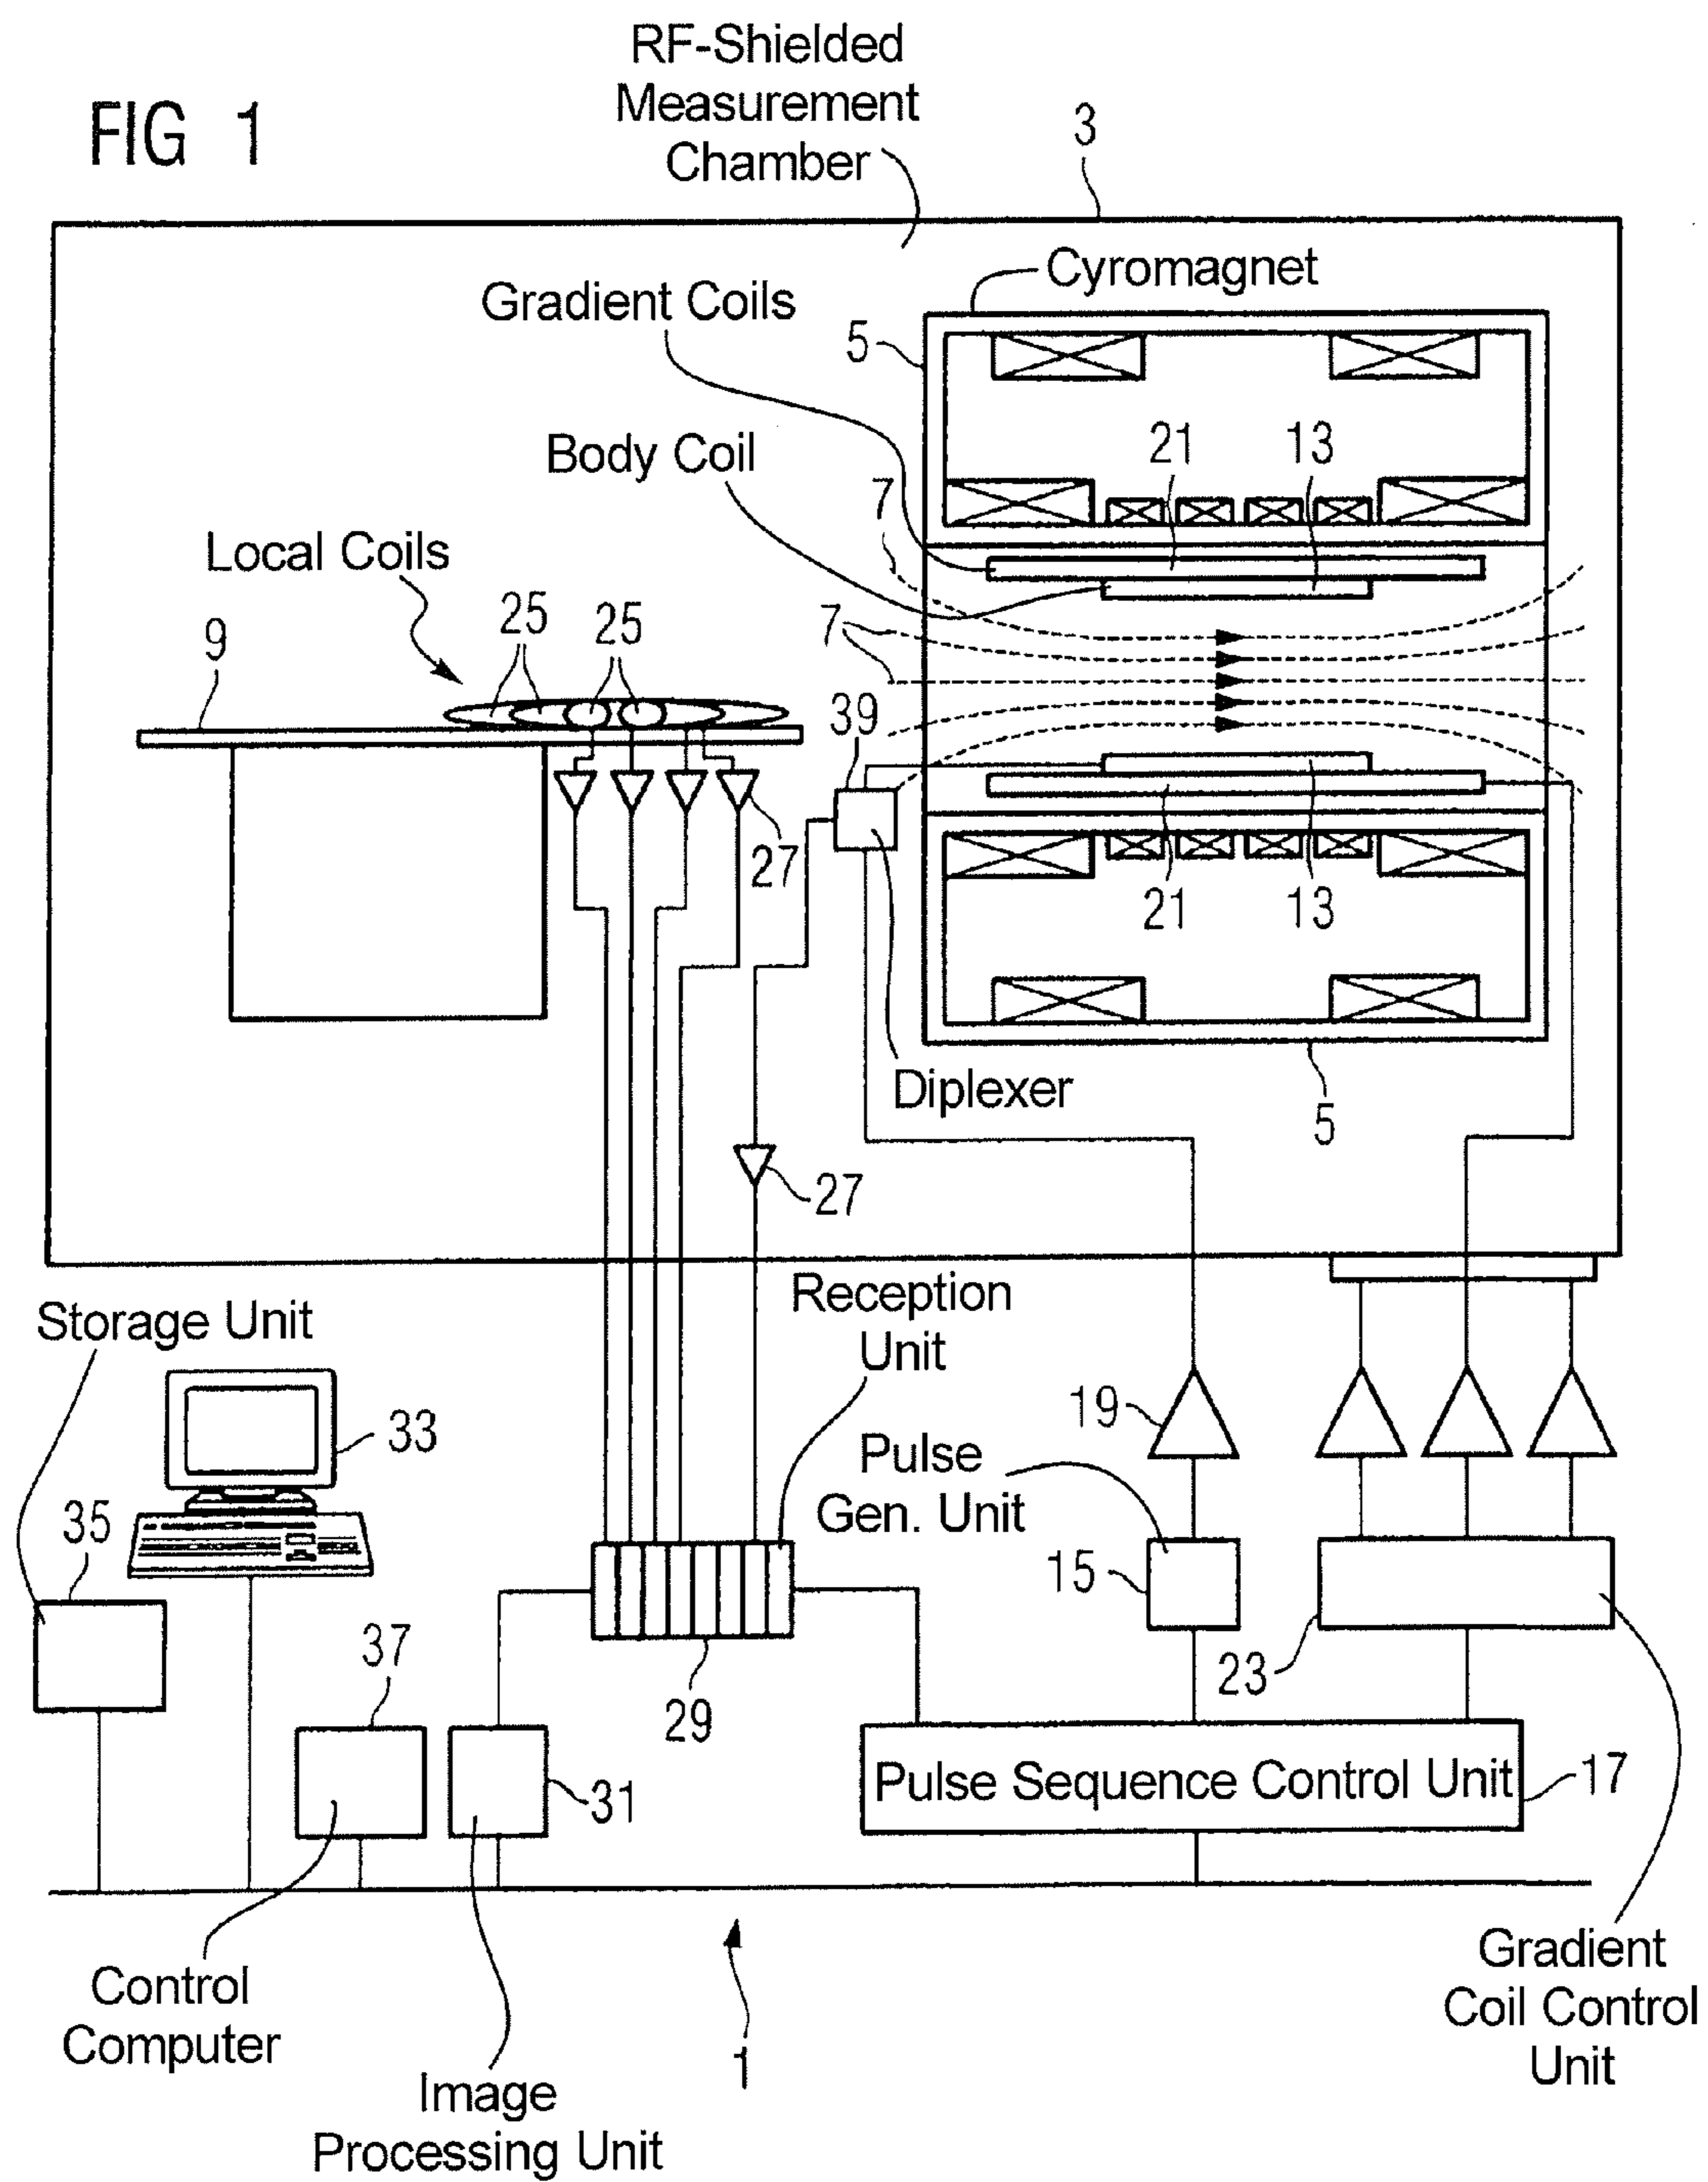 FIG 1
RF-Shielded
Measurement
Chamber
3
Cyromagnet
Gradient Coils
5
21
13
Body Coil
7
Local Coils
25
25
7
9
39
27
21
13
Diplexer
5
27
Reception
Unit
Storage Unit
33
19
Pulse
Gen. Unit
35
15
37
29
23
Pulse Sequence Control Unit
17
31
Control
Computer
Gradient
Coil Control
Unit
1
Image
Processing Unit